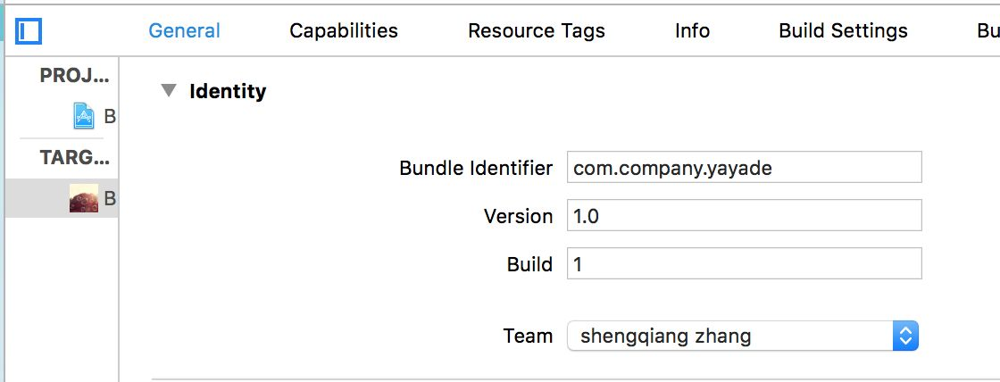 General Capabilities Resource Tags Info Build Settings Bu
PROJ...
B
TARG...
B
Identity
Bundle Identifier com.company.yayade
Version 1.0
Build 1
Team shengqiang zhang